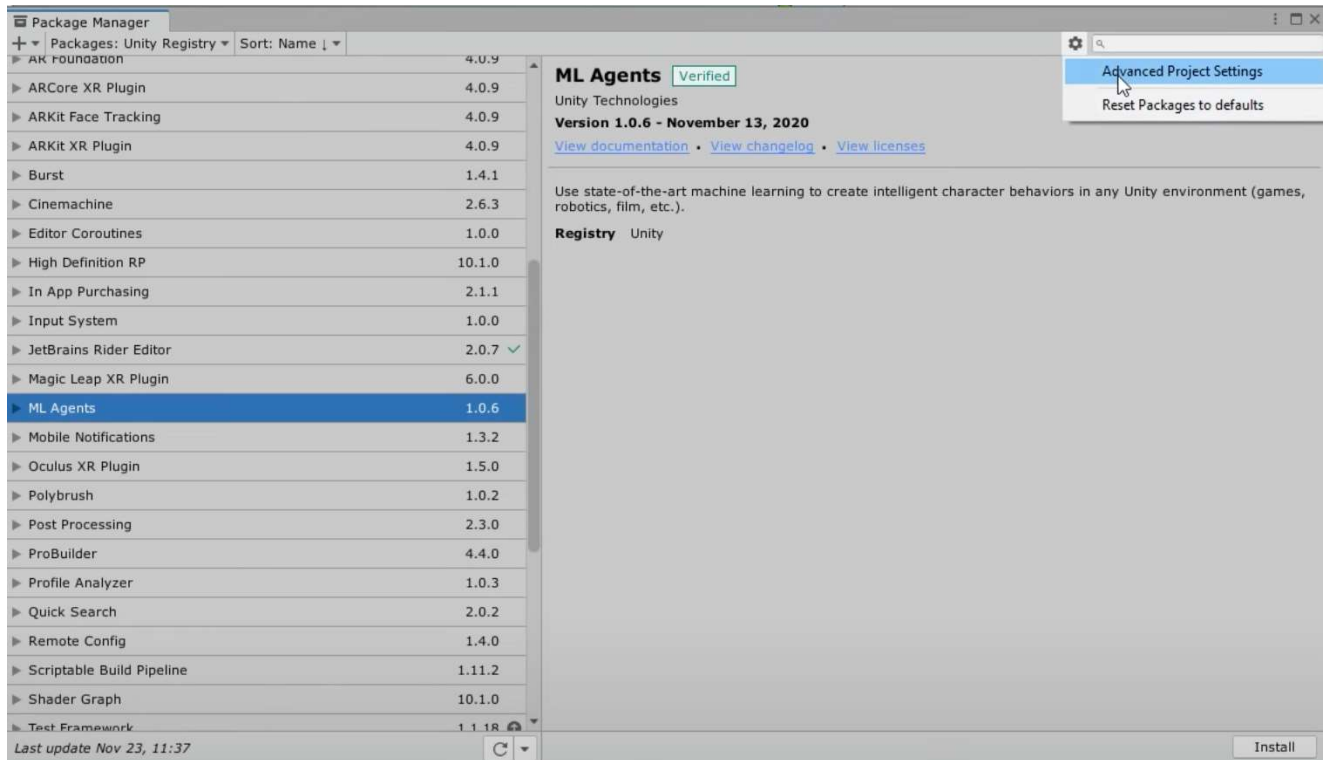 Package Manager
+ Packages: Unity Registry Sort: Name ↓
Advanced Project Settings
Reset Packages to defaults
AR Foundation 4.0.9
ARCore XR Plugin 4.0.9
ARKit Face Tracking 4.0.9
ARKit XR Plugin 4.0.9
Burst 1.4.1
Cinemachine 2.6.3
Editor Coroutines 1.0.0
High Definition RP 10.1.0
In App Purchasing 2.1.1
Input System 1.0.0
JetBrains Rider Editor 2.0.7
Magic Leap XR Plugin 6.0.0
ML Agents 1.0.6
Mobile Notifications 1.3.2
Oculus XR Plugin 1.5.0
Polybrush 1.0.2
Post Processing 2.3.0
ProBuilder 4.4.0
Profile Analyzer 1.0.3
Quick Search 2.0.2
Remote Config 1.4.0
Scriptable Build Pipeline 1.11.2
Shader Graph 10.1.0
Test Framework 1.1.18
Last update Nov 23, 11:37
ML Agents Verified
Unity Technologies
Version 1.0.6 - November 13, 2020
View documentation • View changelog • View licenses
Use state-of-the-art machine learning to create intelligent character behaviors in any Unity environment (games,
robotics, film, etc.).
Registry Unity
Install